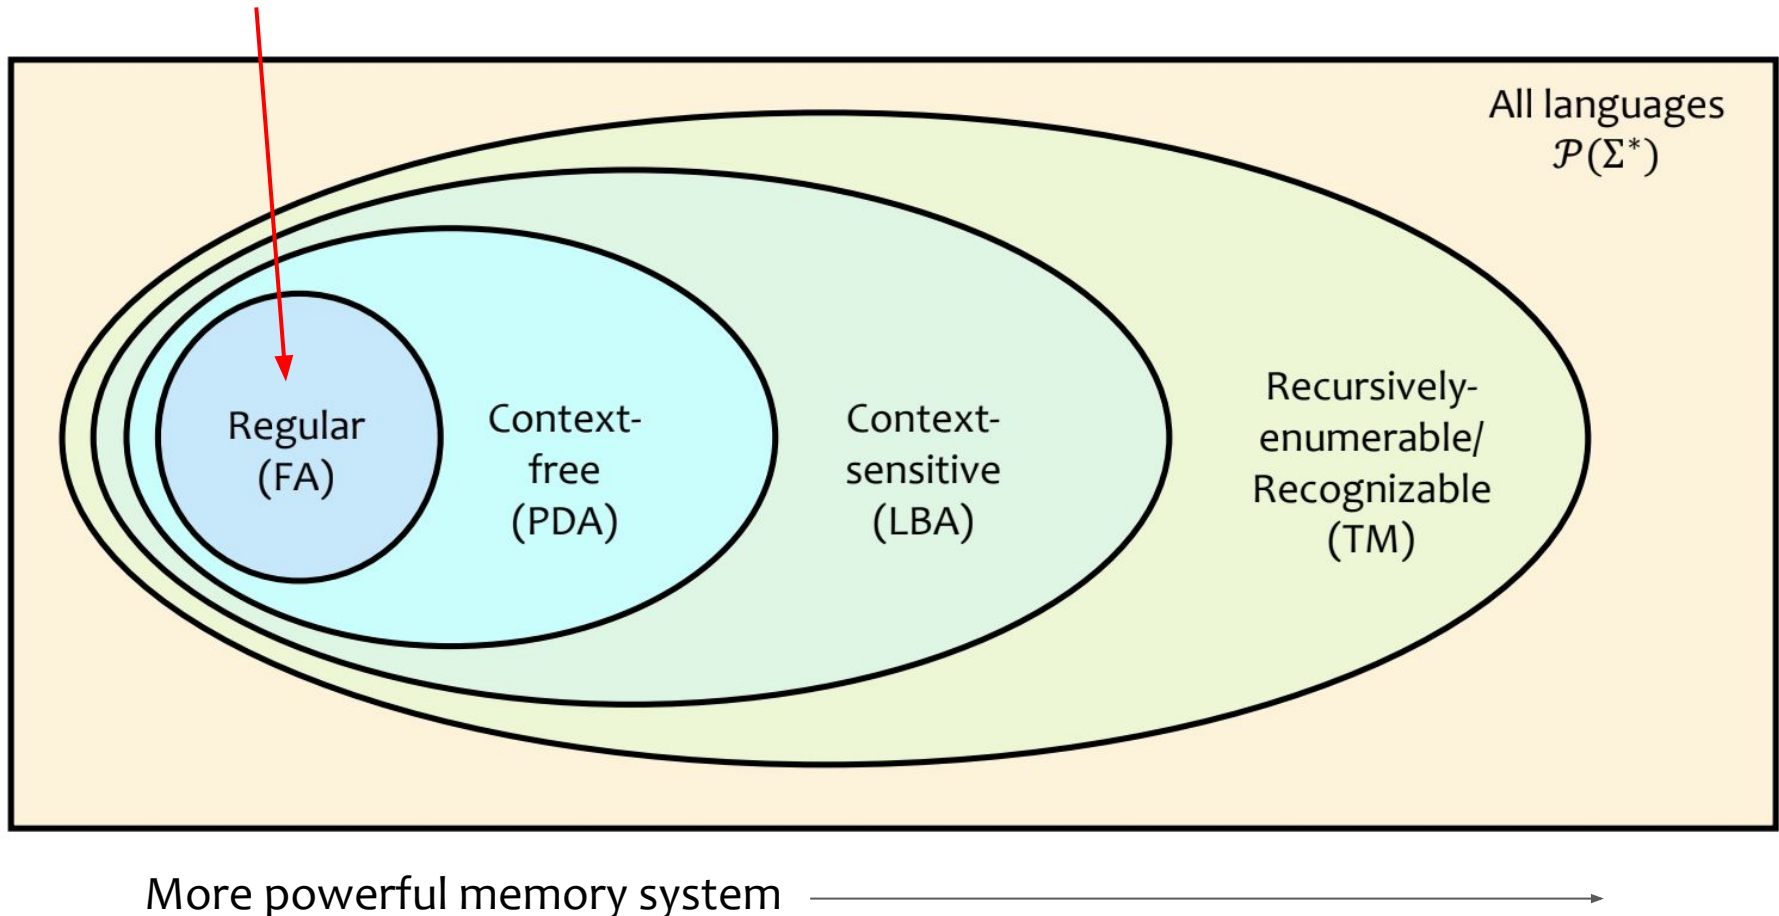 All languages
𝒫(Σ*)
Regular
(FA)
Context-
free
(PDA)
Context-
sensitive
(LBA)
Recursively-
enumerable/
Recognizable
(TM)
More powerful memory system